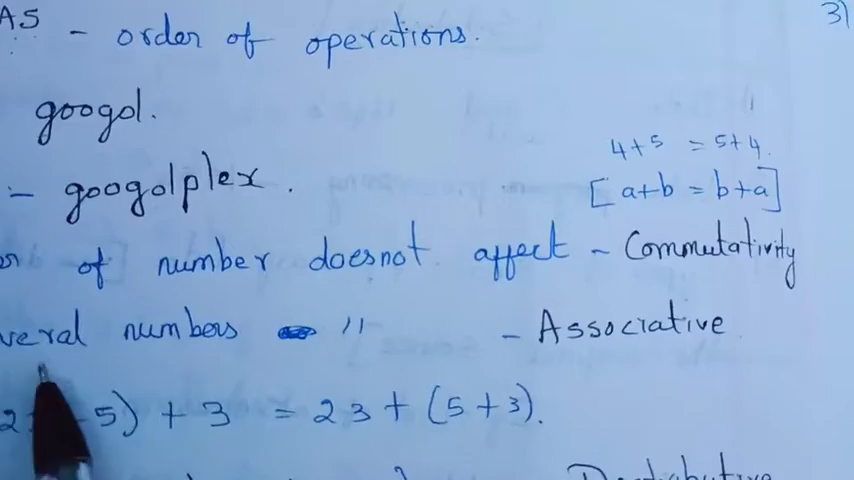 AS - order of operations.
3)
googol.
4+5 = 5+4.
- googolplex.
[a+b = b+a]
of number doesnot affect - Commutativity
veral numbers " - Associative
5) + 3 = 23 + (5+3).